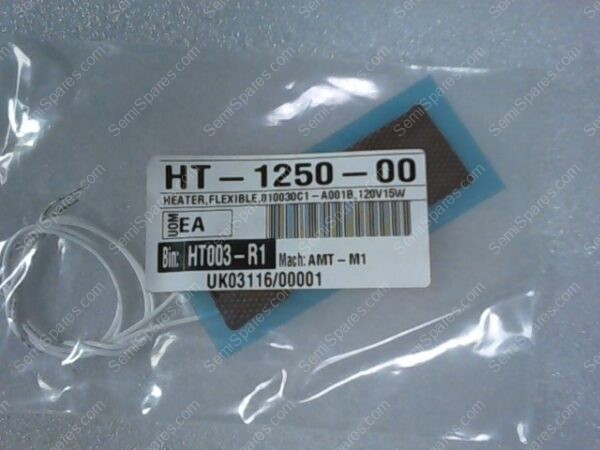 HT-1250-00
HEATER,FLEXIBLE,010030C1-A001B,120V15W
UOM EA
Bin: HT003-R1 Mach: AMT-M1
UK03116/00001
SemiSpares.com